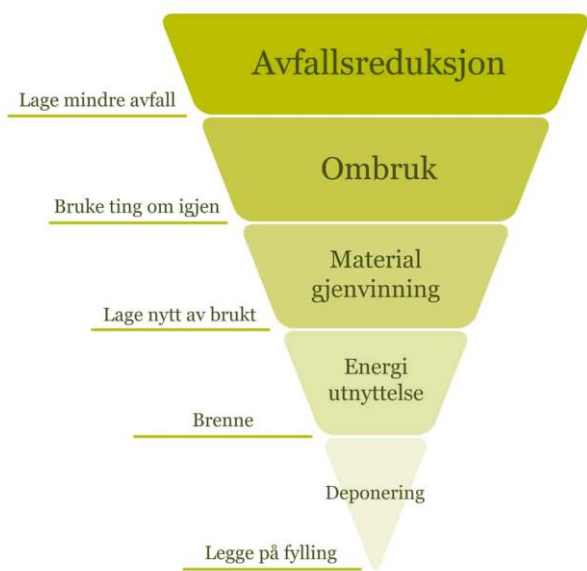 Avfallsreduksjon
Lage mindre avfall
Ombruk
Bruke ting om igjen
Material
gjenvinning
Lage nytt av brukt
Energi
utnyttelse
Brenne
Deponering
Legge på fylling